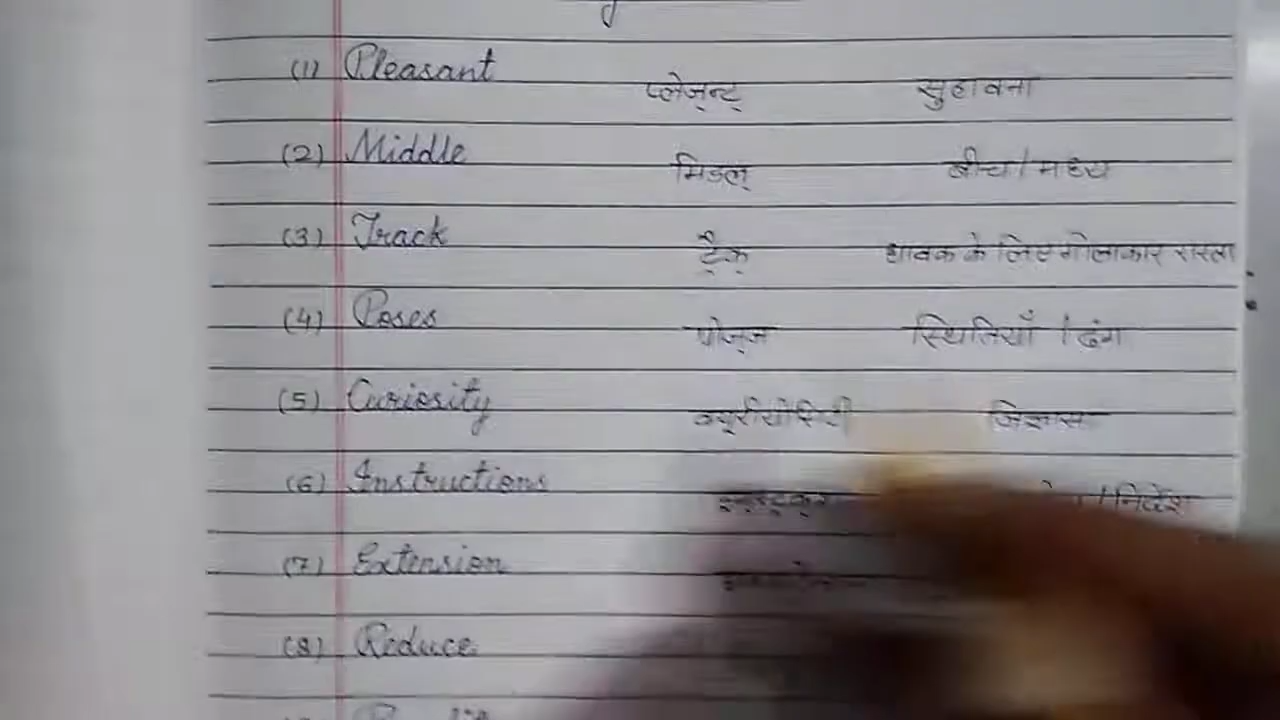 (1) Pleasant प्लेज़न्ट् सुहावना
(2) Middle मिडल् बीच / मध्य
(3) Track ट्रैक् धावक के लिए गोलाकार रास्ता
(4) Poses पोज़्ज़ स्थितियाँ / ढंग
(5) Curiosity क्यूरीयोसिटी जिज्ञासा
(6) Instructions / निर्देश
(7) Extension
(8) Reduce